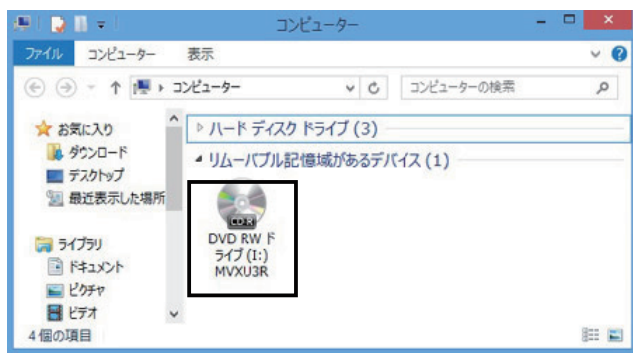 コンピューター
ファイル コンピューター 表示
コンピューター
コンピューターの検索
お気に入り
ダウンロード
デスクトップ
最近表示した場所
ライブラリ
ドキュメント
ピクチャ
ビデオ
ハード ディスク ドライブ (3)
リムーバブル記憶域があるデバイス (1)
CD-R
DVD RW ド
ライブ (I:)
MVXU3R
4 個の項目